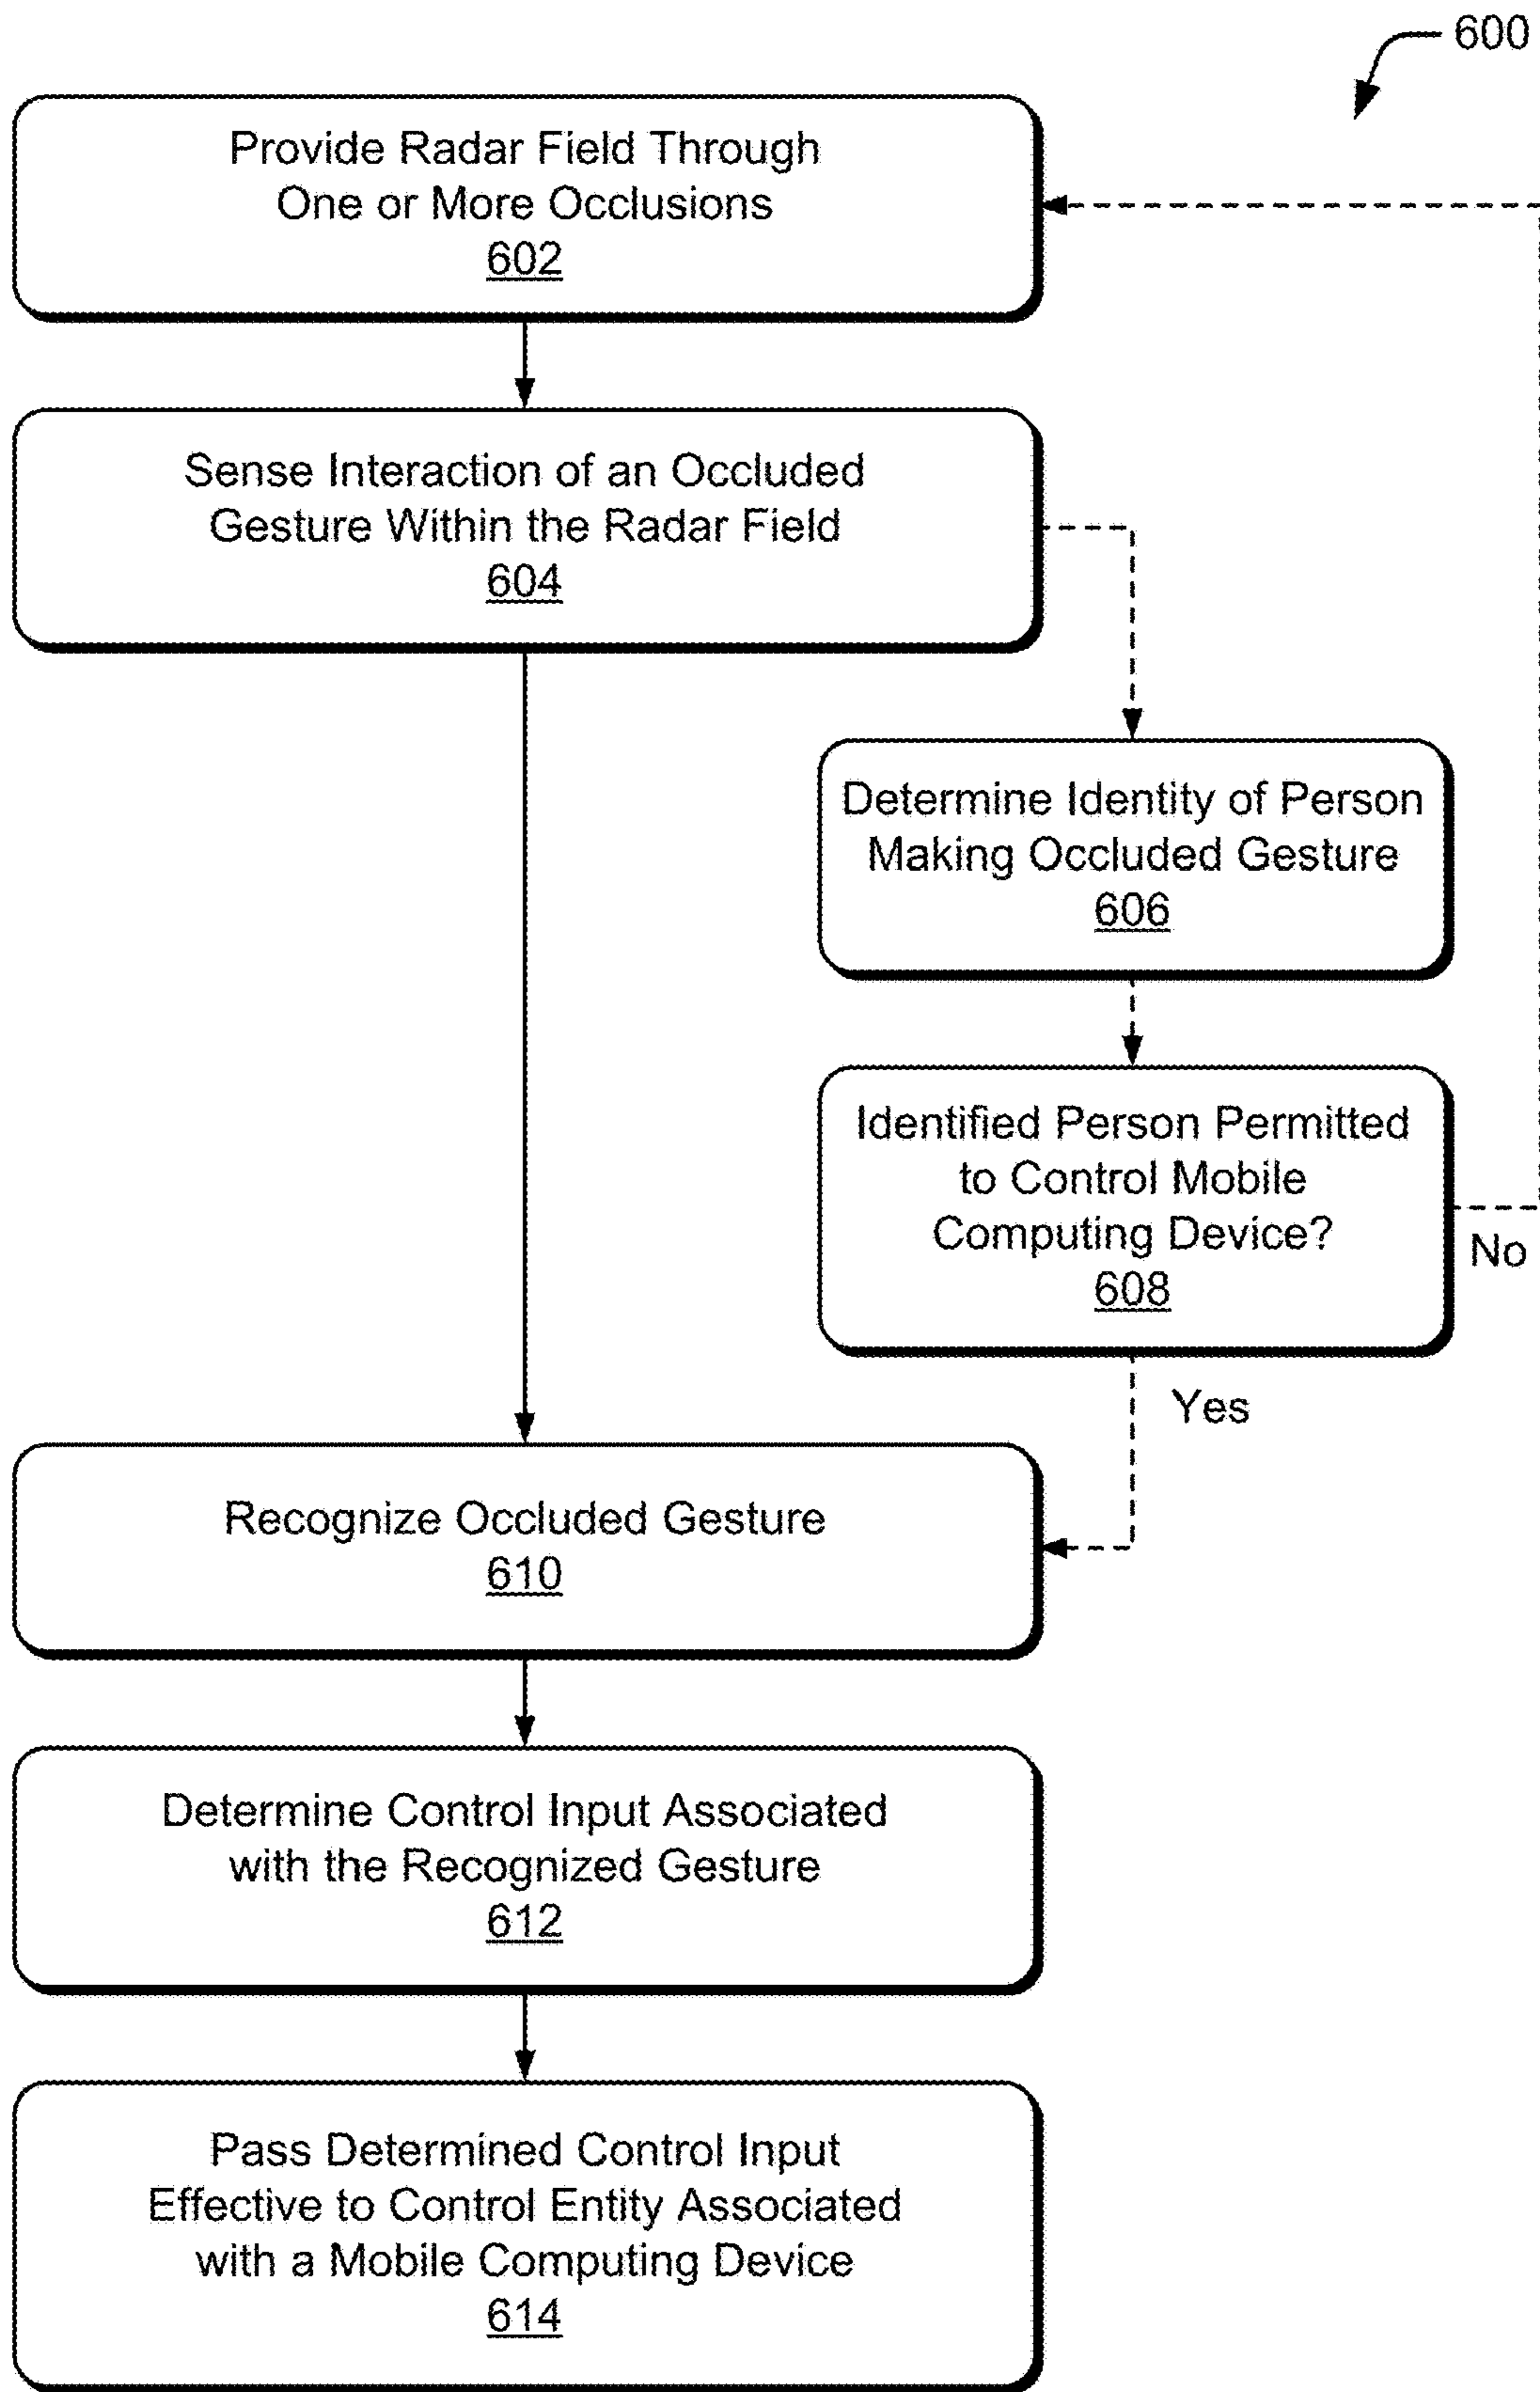 600
Provide Radar Field Through
One or More Occlusions
602
Sense Interaction of an Occluded
Gesture Within the Radar Field
604
Determine Identity of Person
Making Occluded Gesture
606
Identified Person Permitted
to Control Mobile
Computing Device?
608
No
Yes
Recognize Occluded Gesture
610
Determine Control Input Associated
with the Recognized Gesture
612
Pass Determined Control Input
Effective to Control Entity Associated
with a Mobile Computing Device
614